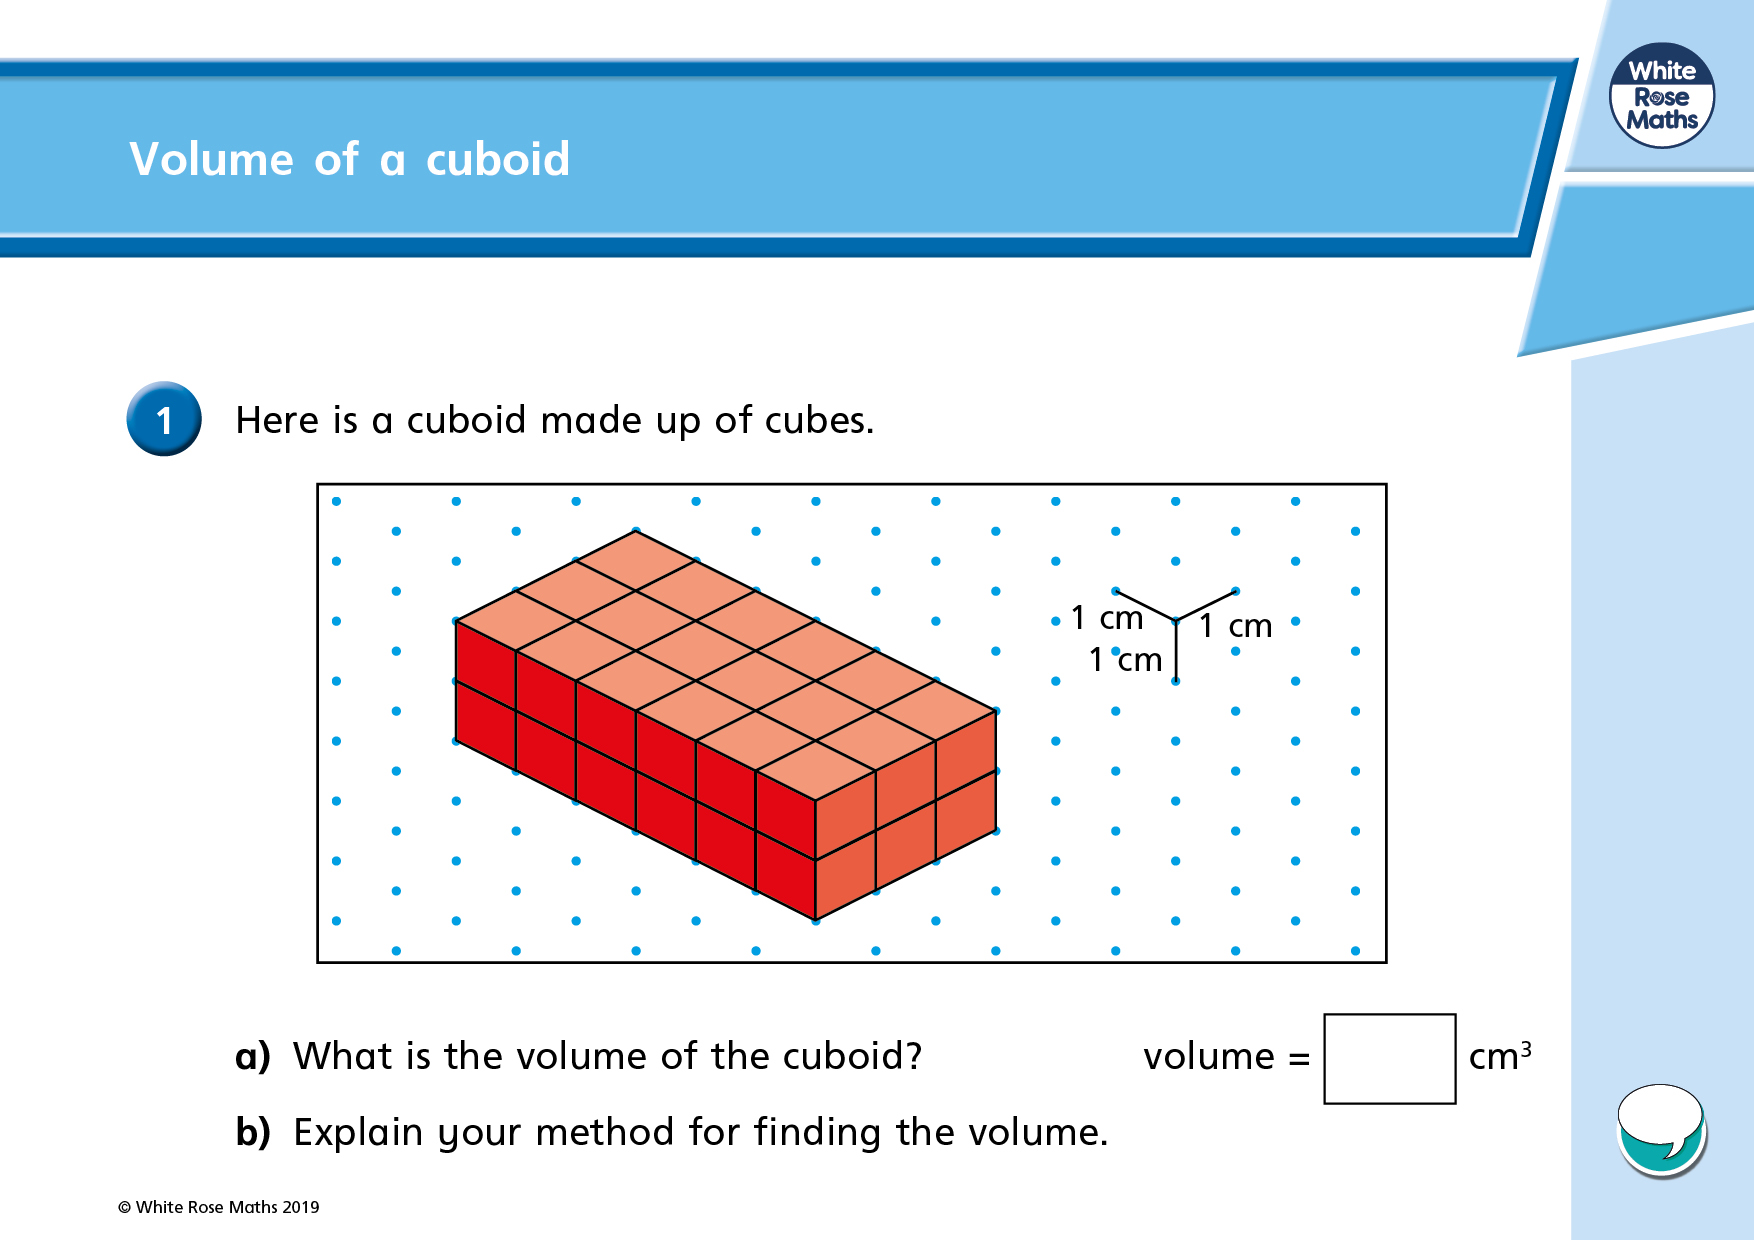 White
Rose
Maths
Volume of a cuboid
1 Here is a cuboid made up of cubes.
1 cm
1 cm
1 cm
a) What is the volume of the cuboid? volume = cm³
b) Explain your method for finding the volume.
© White Rose Maths 2019